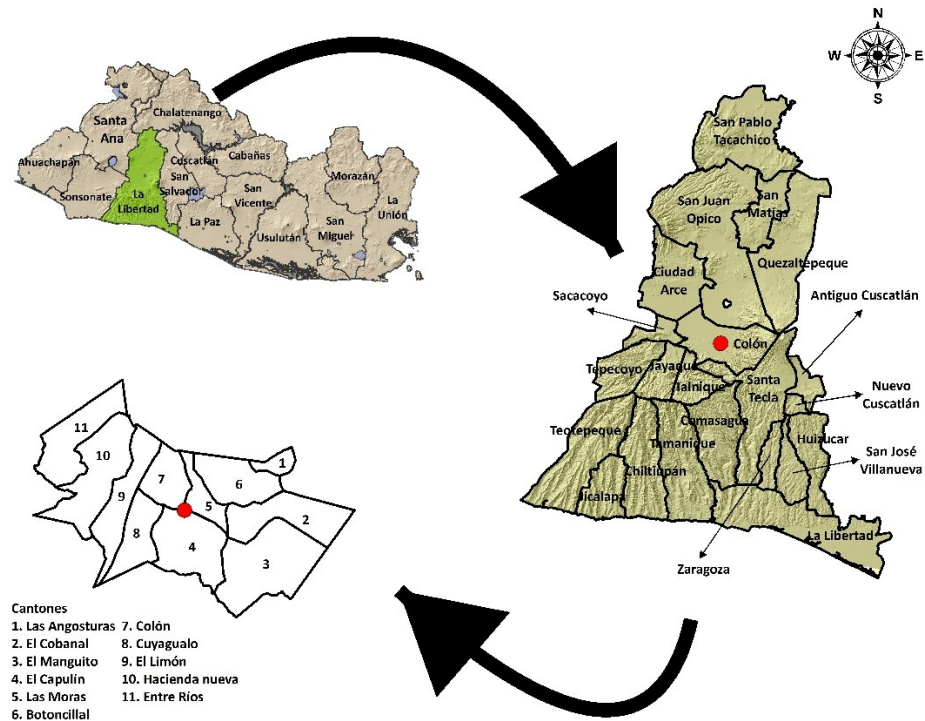 N
W
E
S
Chalatenango
Santa
Ana
Ahuachapán
Cuscatlán
Cabañas
San
Salvador
Sonsonate
La
Libertad
San
Vicente
Morazán
La
Unión
La Paz
Usulután
San
Miguel
San Pablo
Tacachico
San Juan
Opico
San
Matías
Quezaltepeque
Ciudad
Arce
Sacacoyo
Antiguo Cuscatlán
Colón
Tepecoyo
Jayaque
Talnique
Santa
Tecla
Nuevo
Cuscatlán
Comasagua
Teotepeque
Tamanique
Huizucar
Chiltiupán
San José
Villanueva
Jicalapa
La Libertad
Zaragoza
11
10
9
7
8
6
1
5
2
4
3
Cantones
1. Las Angosturas 7. Colón
2. El Cobanal 8. Cuyagualo
3. El Manguito 9. El Limón
4. El Capulín 10. Hacienda nueva
5. Las Moras 11. Entre Ríos
6. Botoncillal